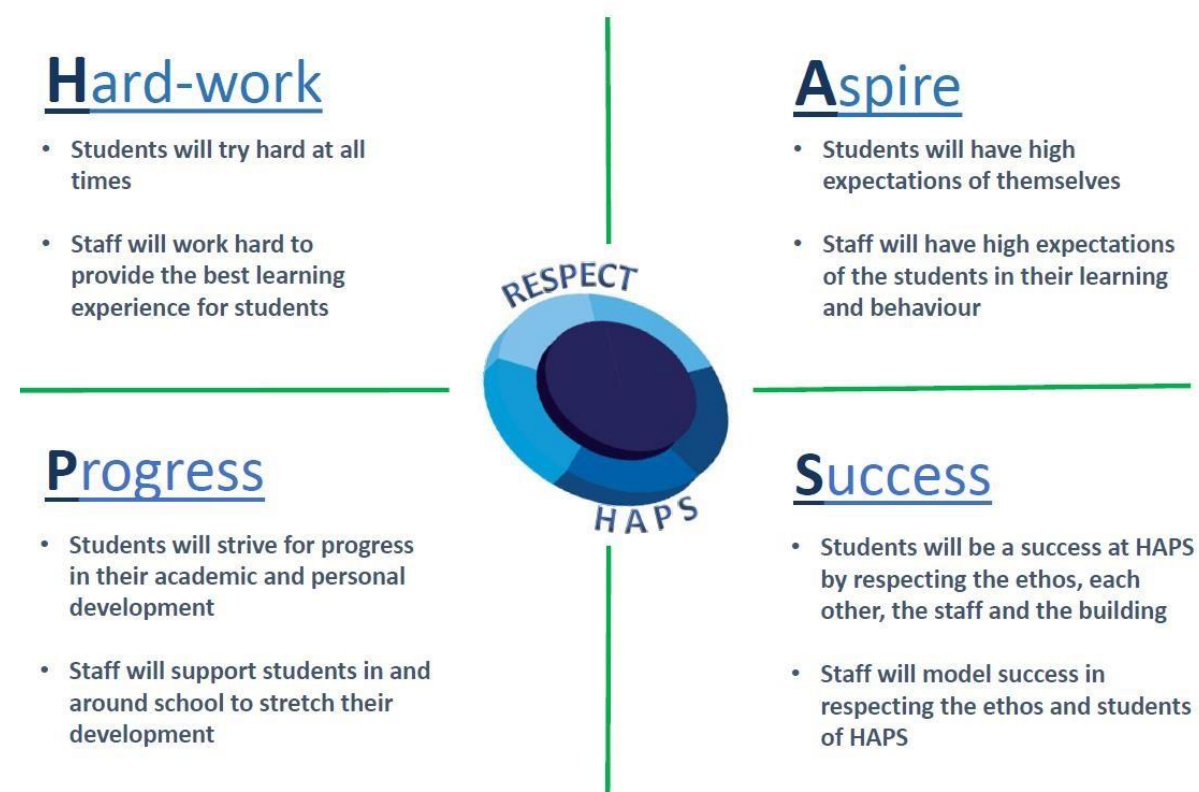 Hard-work
• Students will try hard at all
times
• Staff will work hard to
provide the best learning
experience for students
Aspire
• Students will have high
expectations of themselves
• Staff will have high expectations
of the students in their learning
and behaviour
RESPECT
HAPS
Progress
• Students will strive for progress
in their academic and personal
development
• Staff will support students in and
around school to stretch their
development
Success
• Students will be a success at HAPS
by respecting the ethos, each
other, the staff and the building
• Staff will model success in
respecting the ethos and students
of HAPS